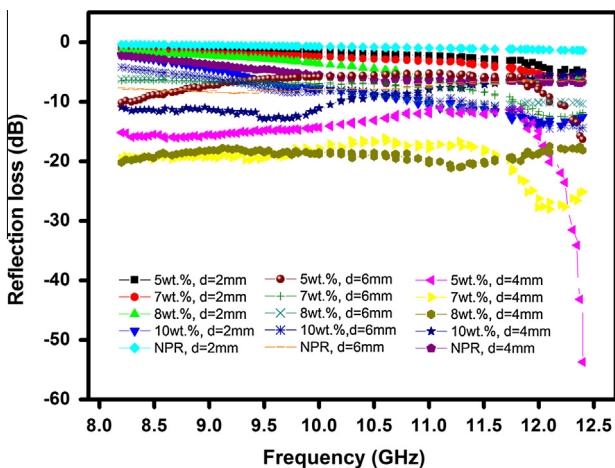 0
-10
-20
-30
-40
-50
-60
Reflection loss (dB)
5wt.%, d=2mm
5wt.%, d=6mm
5wt.%, d=4mm
7wt.%, d=2mm
7wt.%, d=6mm
7wt.%, d=4mm
8wt.%, d=2mm
8wt.%, d=6mm
8wt.%, d=4mm
10wt.%, d=2mm
10wt.%,d=6mm
10wt.%, d=4mm
NPR, d=2mm
NPR, d=6mm
NPR, d=4mm
8.0 8.5 9.0 9.5 10.0 10.5 11.0 11.5 12.0 12.5
Frequency (GHz)